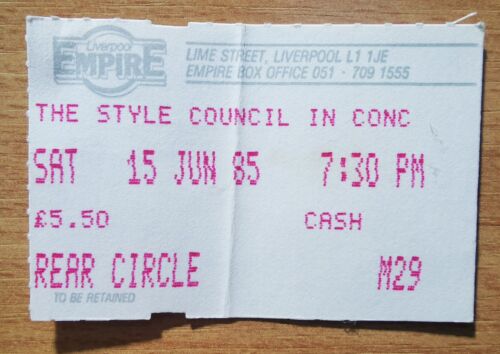 Liverpool
EMPIRE
LIME STREET, LIVERPOOL L1 1JE
EMPIRE BOX OFFICE 051 · 709 1555
THE STYLE COUNCIL IN CONC
SAT 15 JUN 85 7:30 PM
£5.50 CASH
REAR CIRCLE M29
TO BE RETAINED